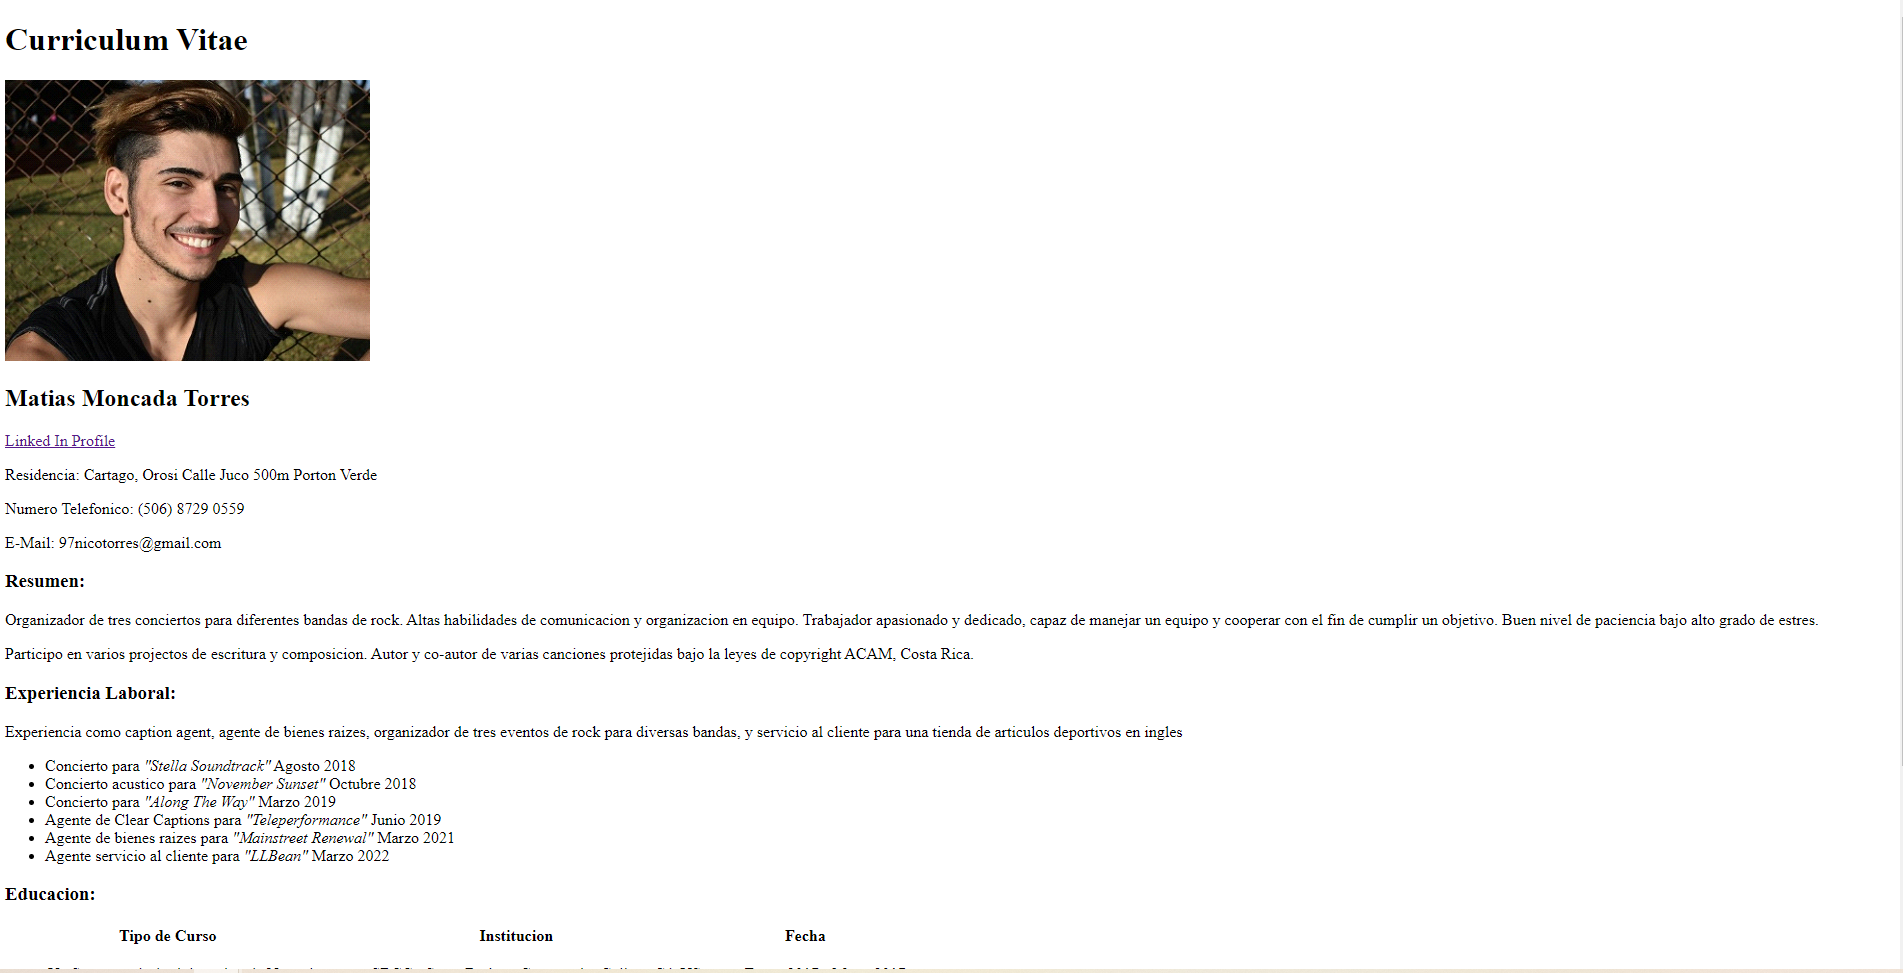 Curriculum Vitae
Matias Moncada Torres
Linked In Profile
Residencia: Cartago, Orosi Calle Juco 500m Porton Verde
Numero Telefonico: (506) 8729 0559
E-Mail: 97nicotorres@gmail.com
Resumen:
Organizador de tres conciertos para diferentes bandas de rock. Altas habilidades de comunicacion y organizacion en equipo. Trabajador apasionado y dedicado, capaz de manejar un equipo y cooperar con el fin de cumplir un objetivo. Buen nivel de paciencia bajo alto grado de estres.
Participo en varios projectos de escritura y composicion. Autor y co-autor de varias canciones protejidas bajo la leyes de copyright ACAM, Costa Rica.
Experiencia Laboral:
Experiencia como caption agent, agente de bienes raizes, organizador de tres eventos de rock para diversas bandas, y servicio al cliente para una tienda de articulos deportivos en ingles
• Concierto para "Stella Soundtrack" Agosto 2018
• Concierto acustico para "November Sunset" Octubre 2018
• Concierto para "Along The Way" Marzo 2019
• Agente de Clear Captions para "Teleperformance" Junio 2019
• Agente de bienes raizes para "Mainstreet Renewal" Marzo 2021
• Agente servicio al cliente para "LLBean" Marzo 2022
Educacion:
Tipo de Curso Institucion Fecha